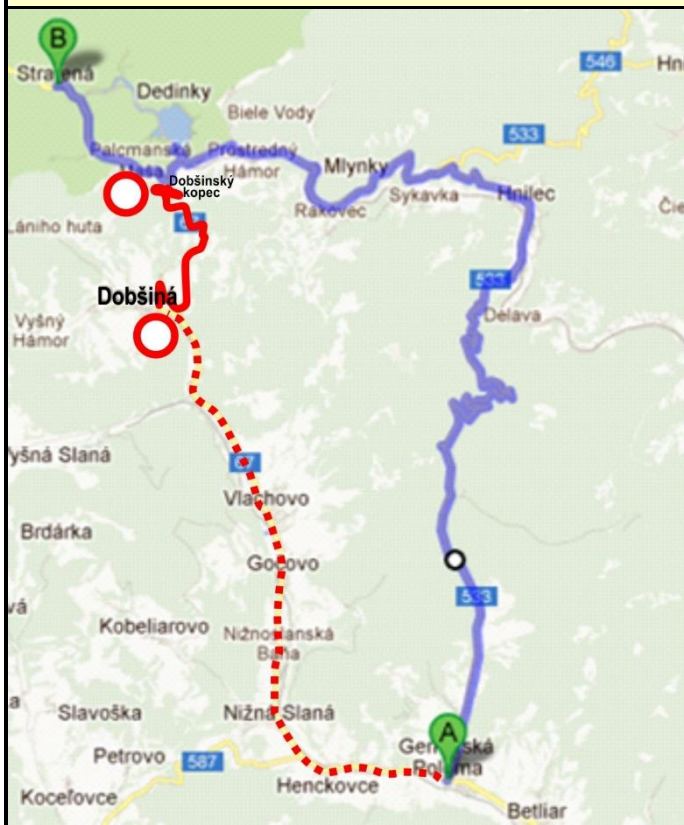 B
Stratená
Dedinky
546
Hni
Biele Vody
533
Palcmanská
Maša
Prostredný
Hámor
Mlynky
Dobšinský
kopec
Sykavka
Hnilec
Rakovec
Čie
Lániho huta
67
Dobšiná
533
Delava
Vyšný
Hámor
yšná Slaná
67
Vlachovo
Brdárka
Gočovo
533
vá
Kobeliarovo
Nižnoslanská
Baňa
a
Slavoška
Nižná Slaná
A
Gemerská
Poloma
Petrovo
587
Henckovce
Koceľovce
Betliar